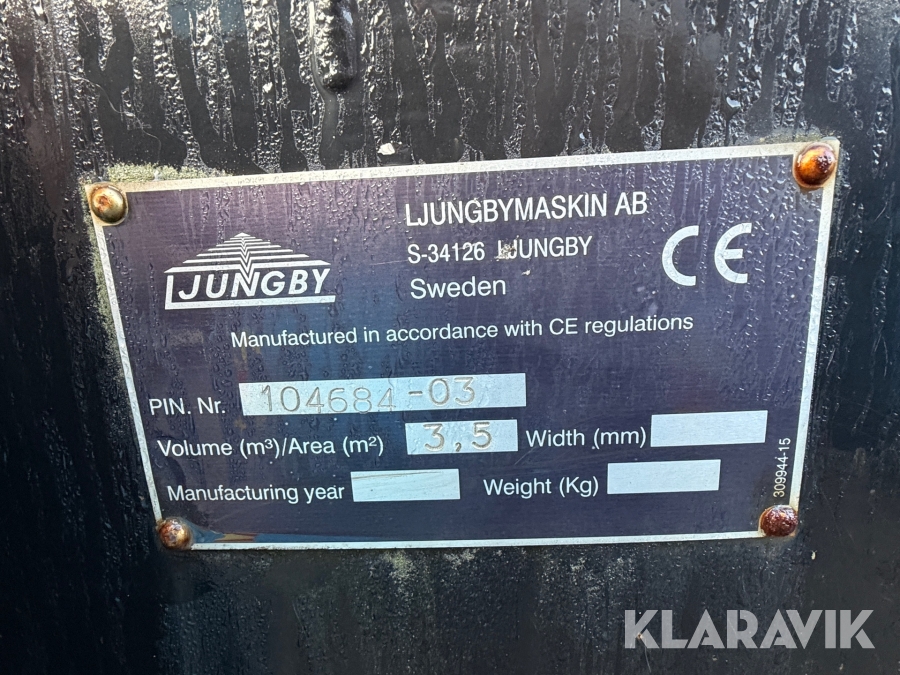 LJUNGBYMASKIN AB
S-34126 LJUNGBY
Sweden
LJUNGBY
CE
Manufactured in accordance with CE regulations
PIN. Nr. 104684-03
Volume (m³)/Area (m²) 3,5 Width (mm)
Manufacturing year Weight (Kg)
309944-15
KLARAVIK